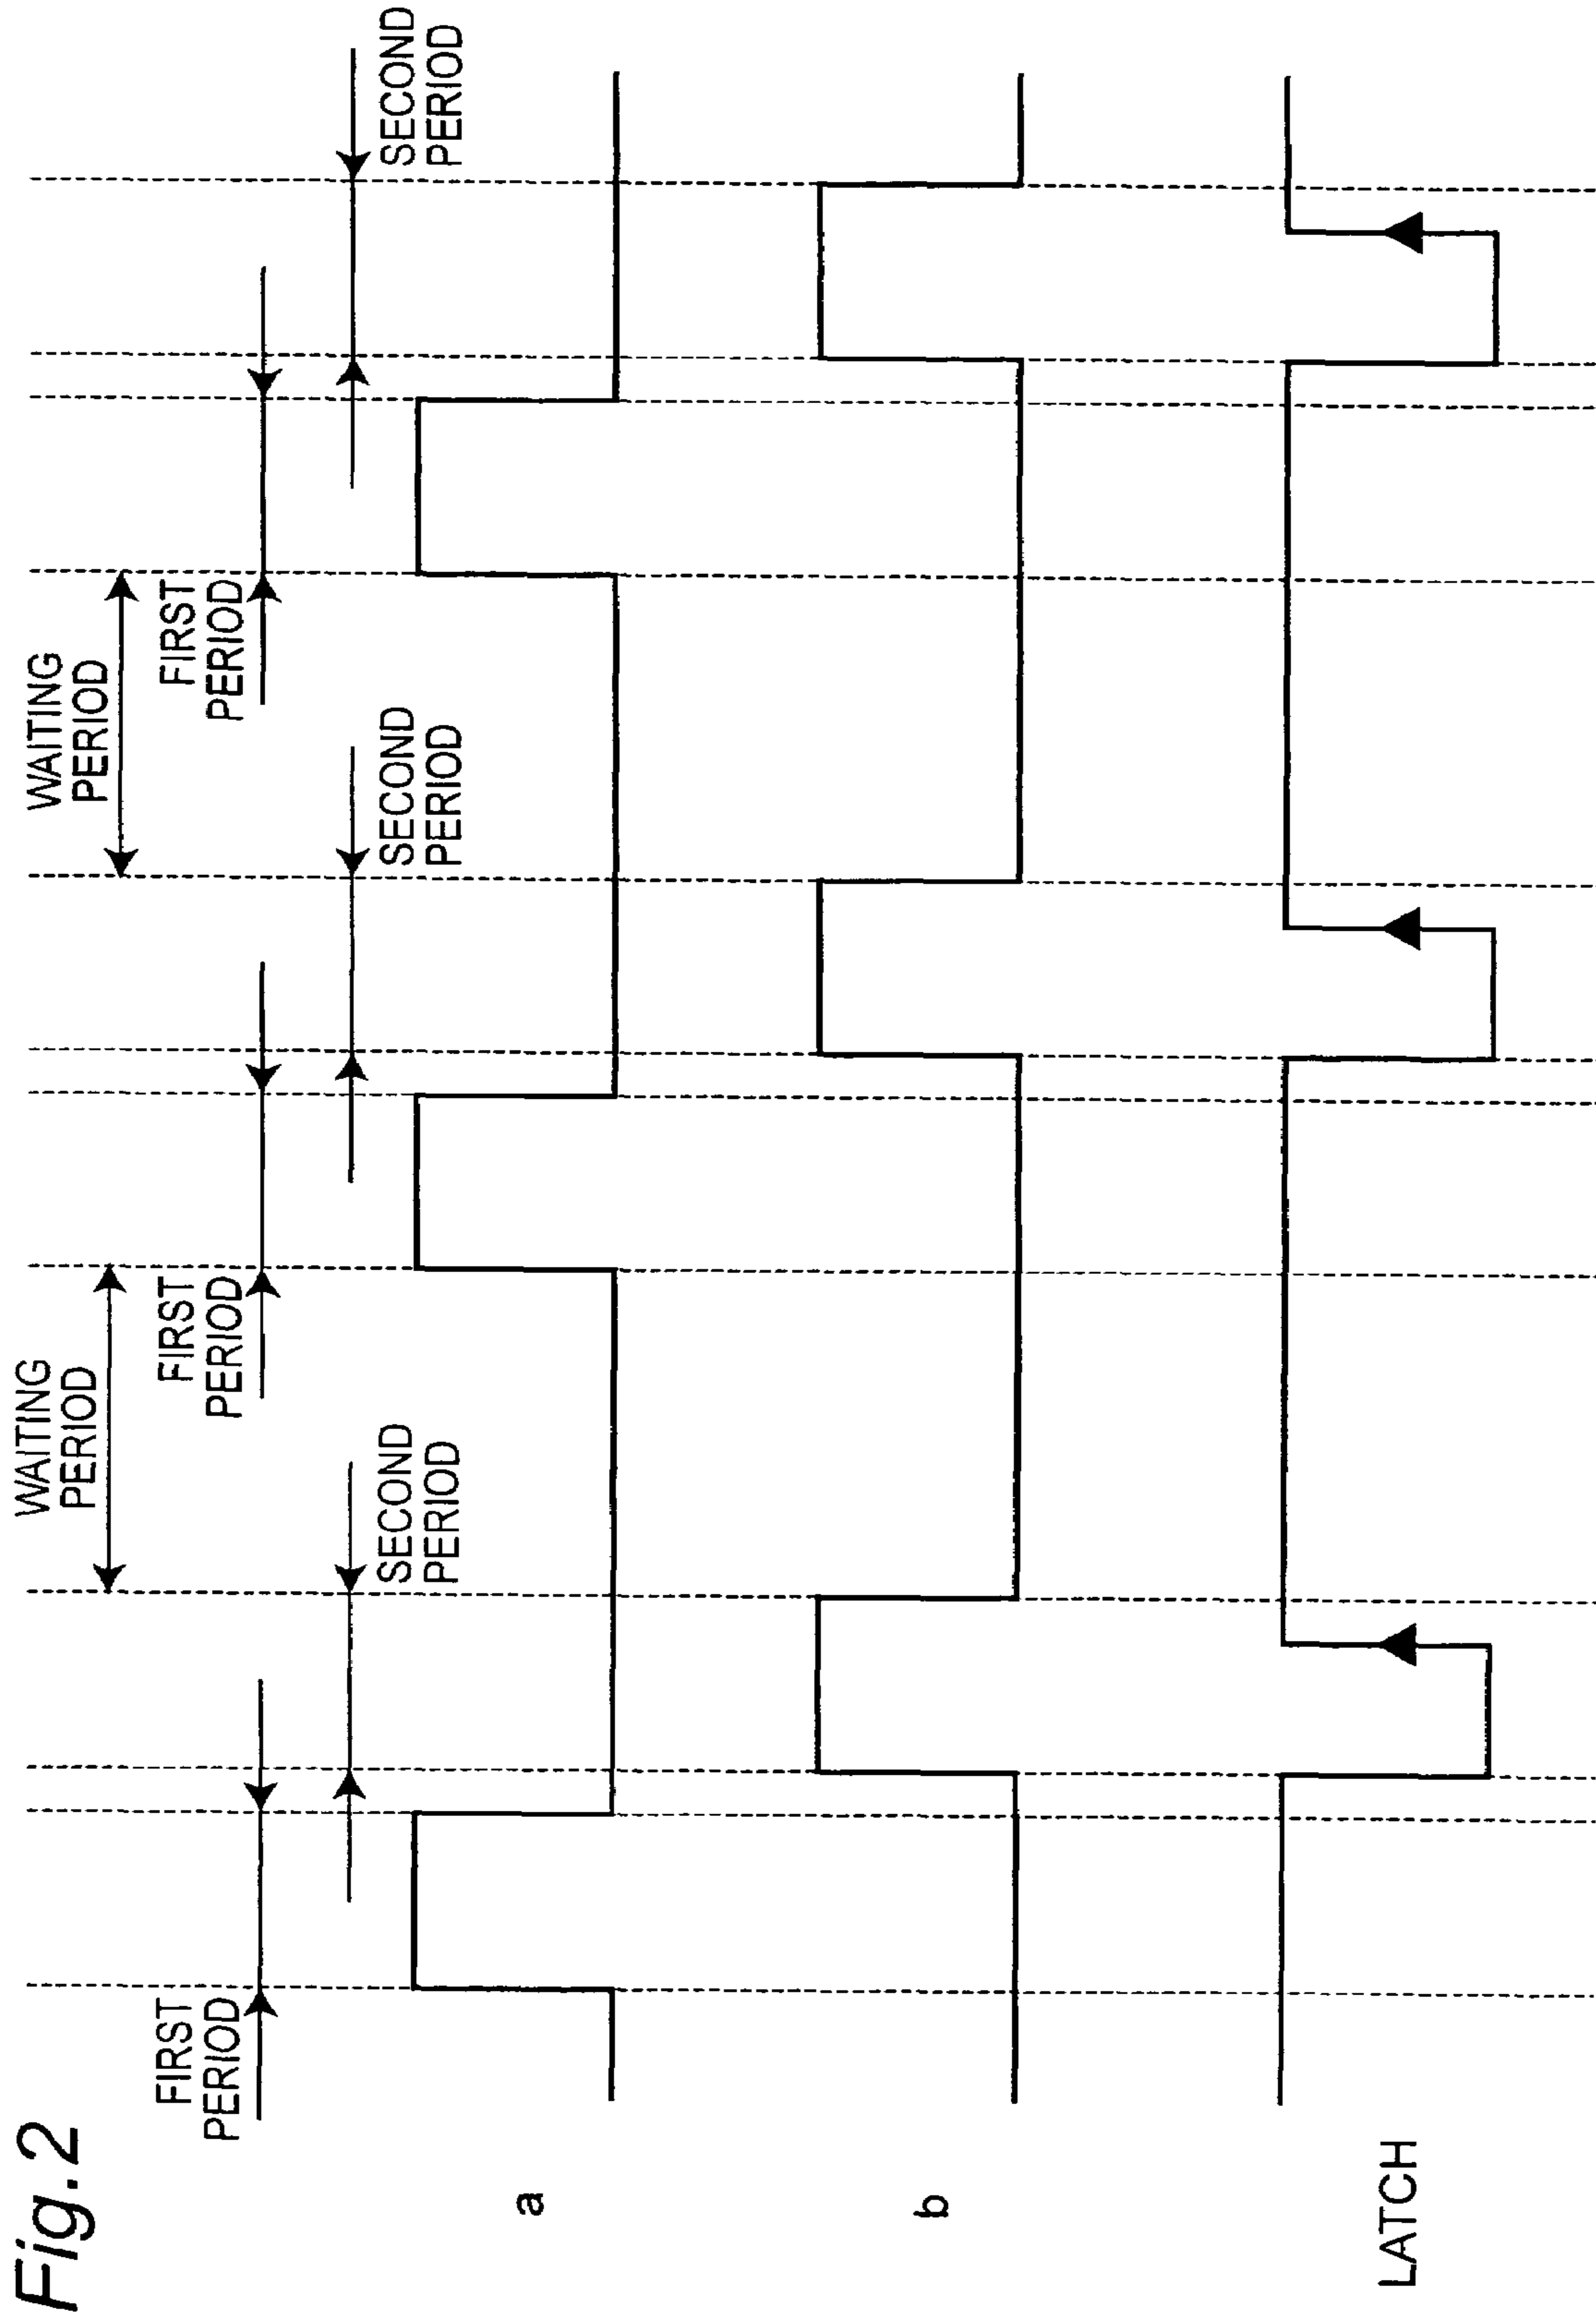 Fig.2
WAITING
PERIOD
WAITING
PERIOD
FIRST
PERIOD
FIRST
PERIOD
FIRST
PERIOD
SECOND
PERIOD
SECOND
PERIOD
SECOND
PERIOD
a
b
LATCH